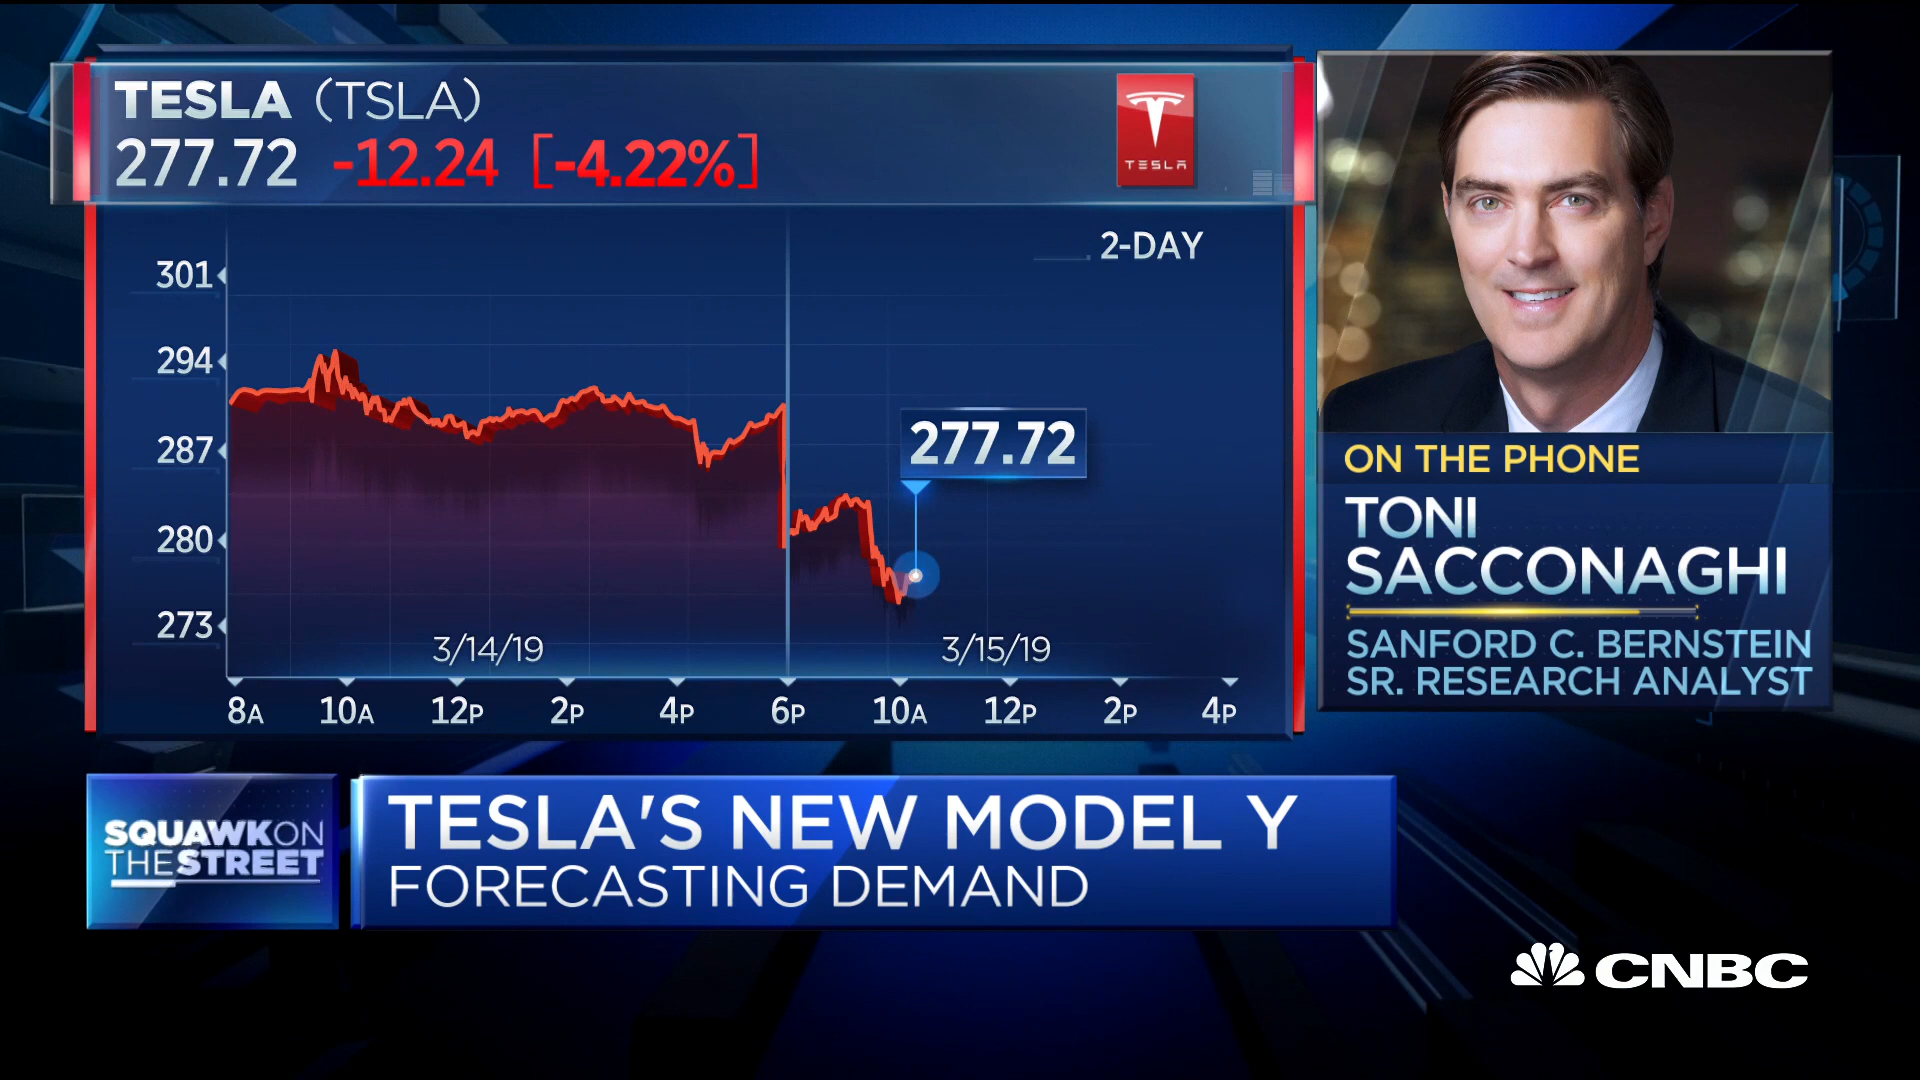 TESLA (TSLA)
277.72 -12.24 [-4.22%]
TESLA
2-DAY
301
294
287
280
273
277.72
3/14/19 3/15/19
8A 10A 12P 2P 4P 6P 10A 12P 2P 4P
ON THE PHONE
TONI
SACCONAGHI
SANFORD C. BERNSTEIN
SR. RESEARCH ANALYST
SQUAWK ON
THE STREET
TESLA'S NEW MODEL Y
FORECASTING DEMAND
CNBC